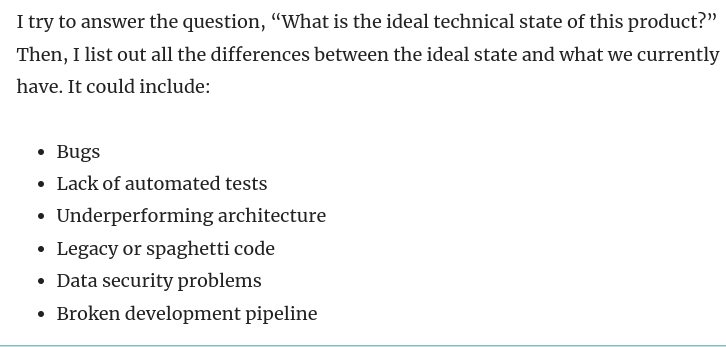 I try to answer the question, “What is the ideal technical state of this product?”
Then, I list out all the differences between the ideal state and what we currently
have. It could include:
• Bugs
• Lack of automated tests
• Underperforming architecture
• Legacy or spaghetti code
• Data security problems
• Broken development pipeline